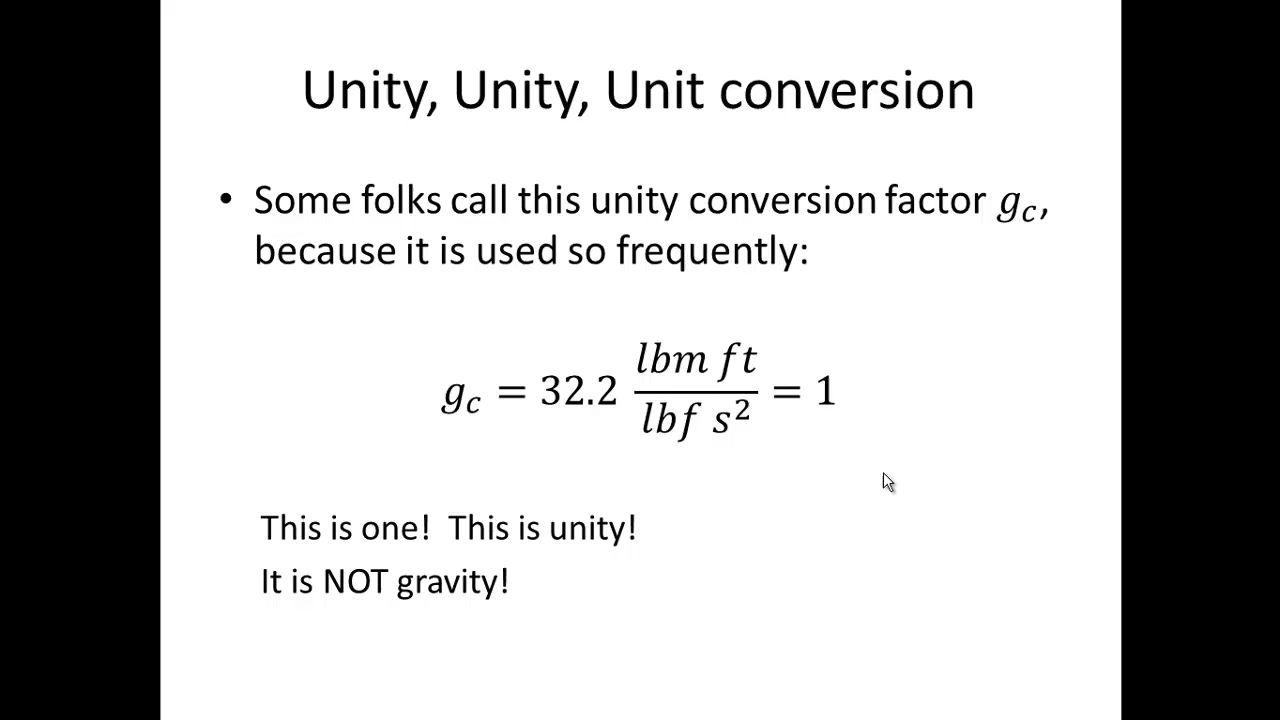 Unity, Unity, Unit conversion
• Some folks call this unity conversion factor $g_c$,
because it is used so frequently:
$g_c = 32.2 \frac{lbm\ ft}{lbf\ s^2} = 1$
This is one! This is unity!
It is NOT gravity!